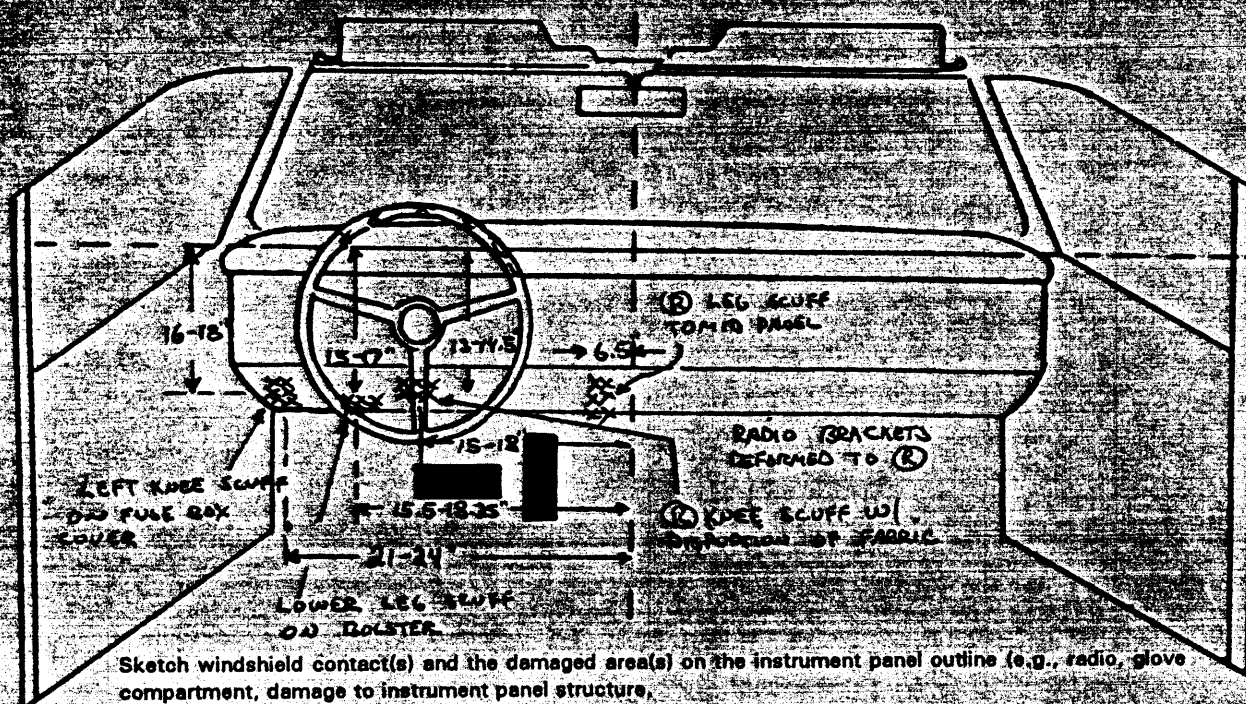 16-18"
13-17"
13-14.5
6.5
Ⓡ LEG SCUFF
TO MID PANEL
15-18"
RADIO BRACKETS
DEFORMED TO Ⓡ
LEFT KNEE SCUFF
ON FUSE BOX
COVER
15.5-18.25"
Ⓡ KNEE SCUFF W/
OF FABRIC
21-24"
LOWER LEG SCUFF
ON BOLSTER
Sketch windshield contact(s) and the damaged area(s) on the instrument panel outline (e.g., radio, glove
compartment, damage to instrument panel structure,